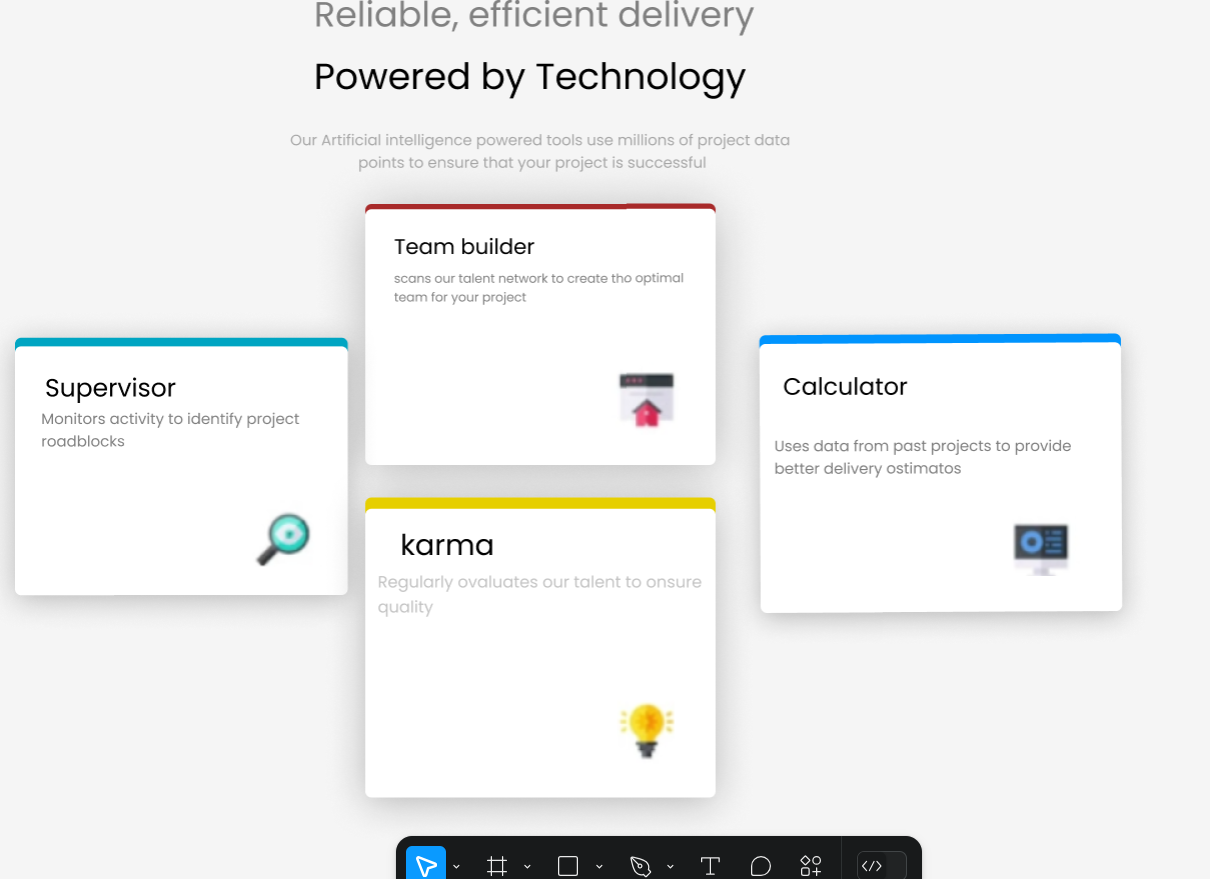 Reliable, efficient delivery
Powered by Technology
Our Artificial intelligence powered tools use millions of project data
points to ensure that your project is successful
Team builder
scans our talent network to create tho optimal
team for your project
Supervisor
Monitors activity to identify project
roadblocks
Calculator
Uses data from past projects to provide
better delivery ostimatos
karma
Regularly ovaluates our talent to onsure
quality